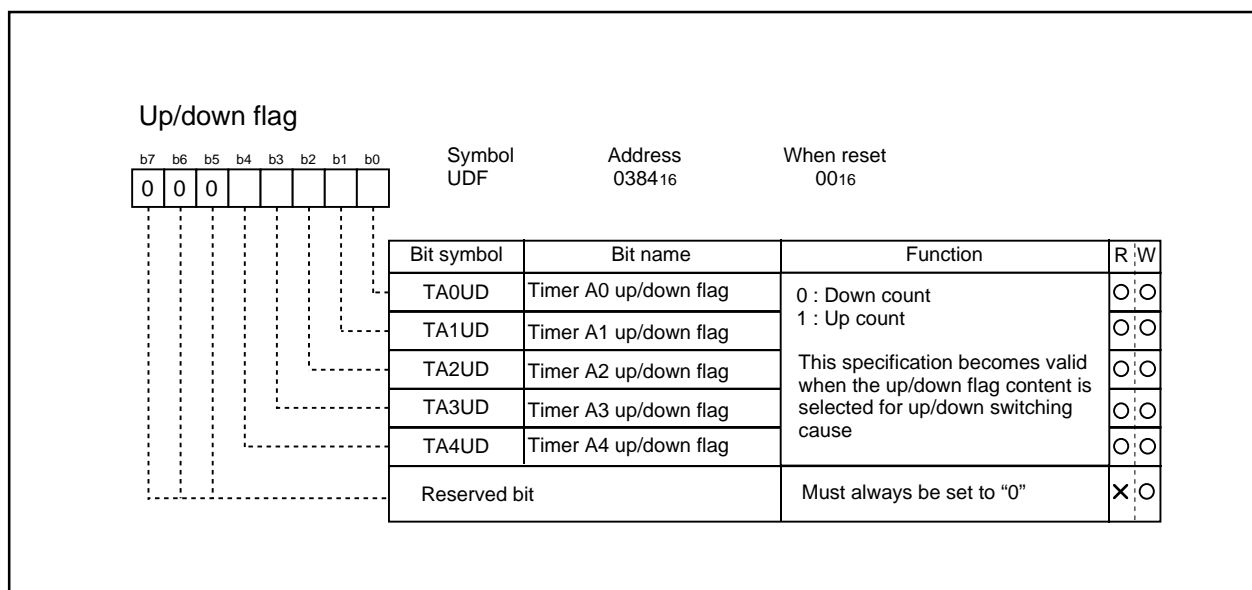 Up/down flag
b7 b6 b5 b4 b3 b2 b1 b0
0 0 0
Symbol Address When reset
UDF 038416 0016
Bit symbol Bit name Function R W
TA0UD Timer A0 up/down flag
TA1UD Timer A1 up/down flag
TA2UD Timer A2 up/down flag
TA3UD Timer A3 up/down flag
TA4UD Timer A4 up/down flag
0 : Down count
1 : Up count
This specification becomes valid
when the up/down flag content is
selected for up/down switching
cause
Reserved bit Must always be set to “0”